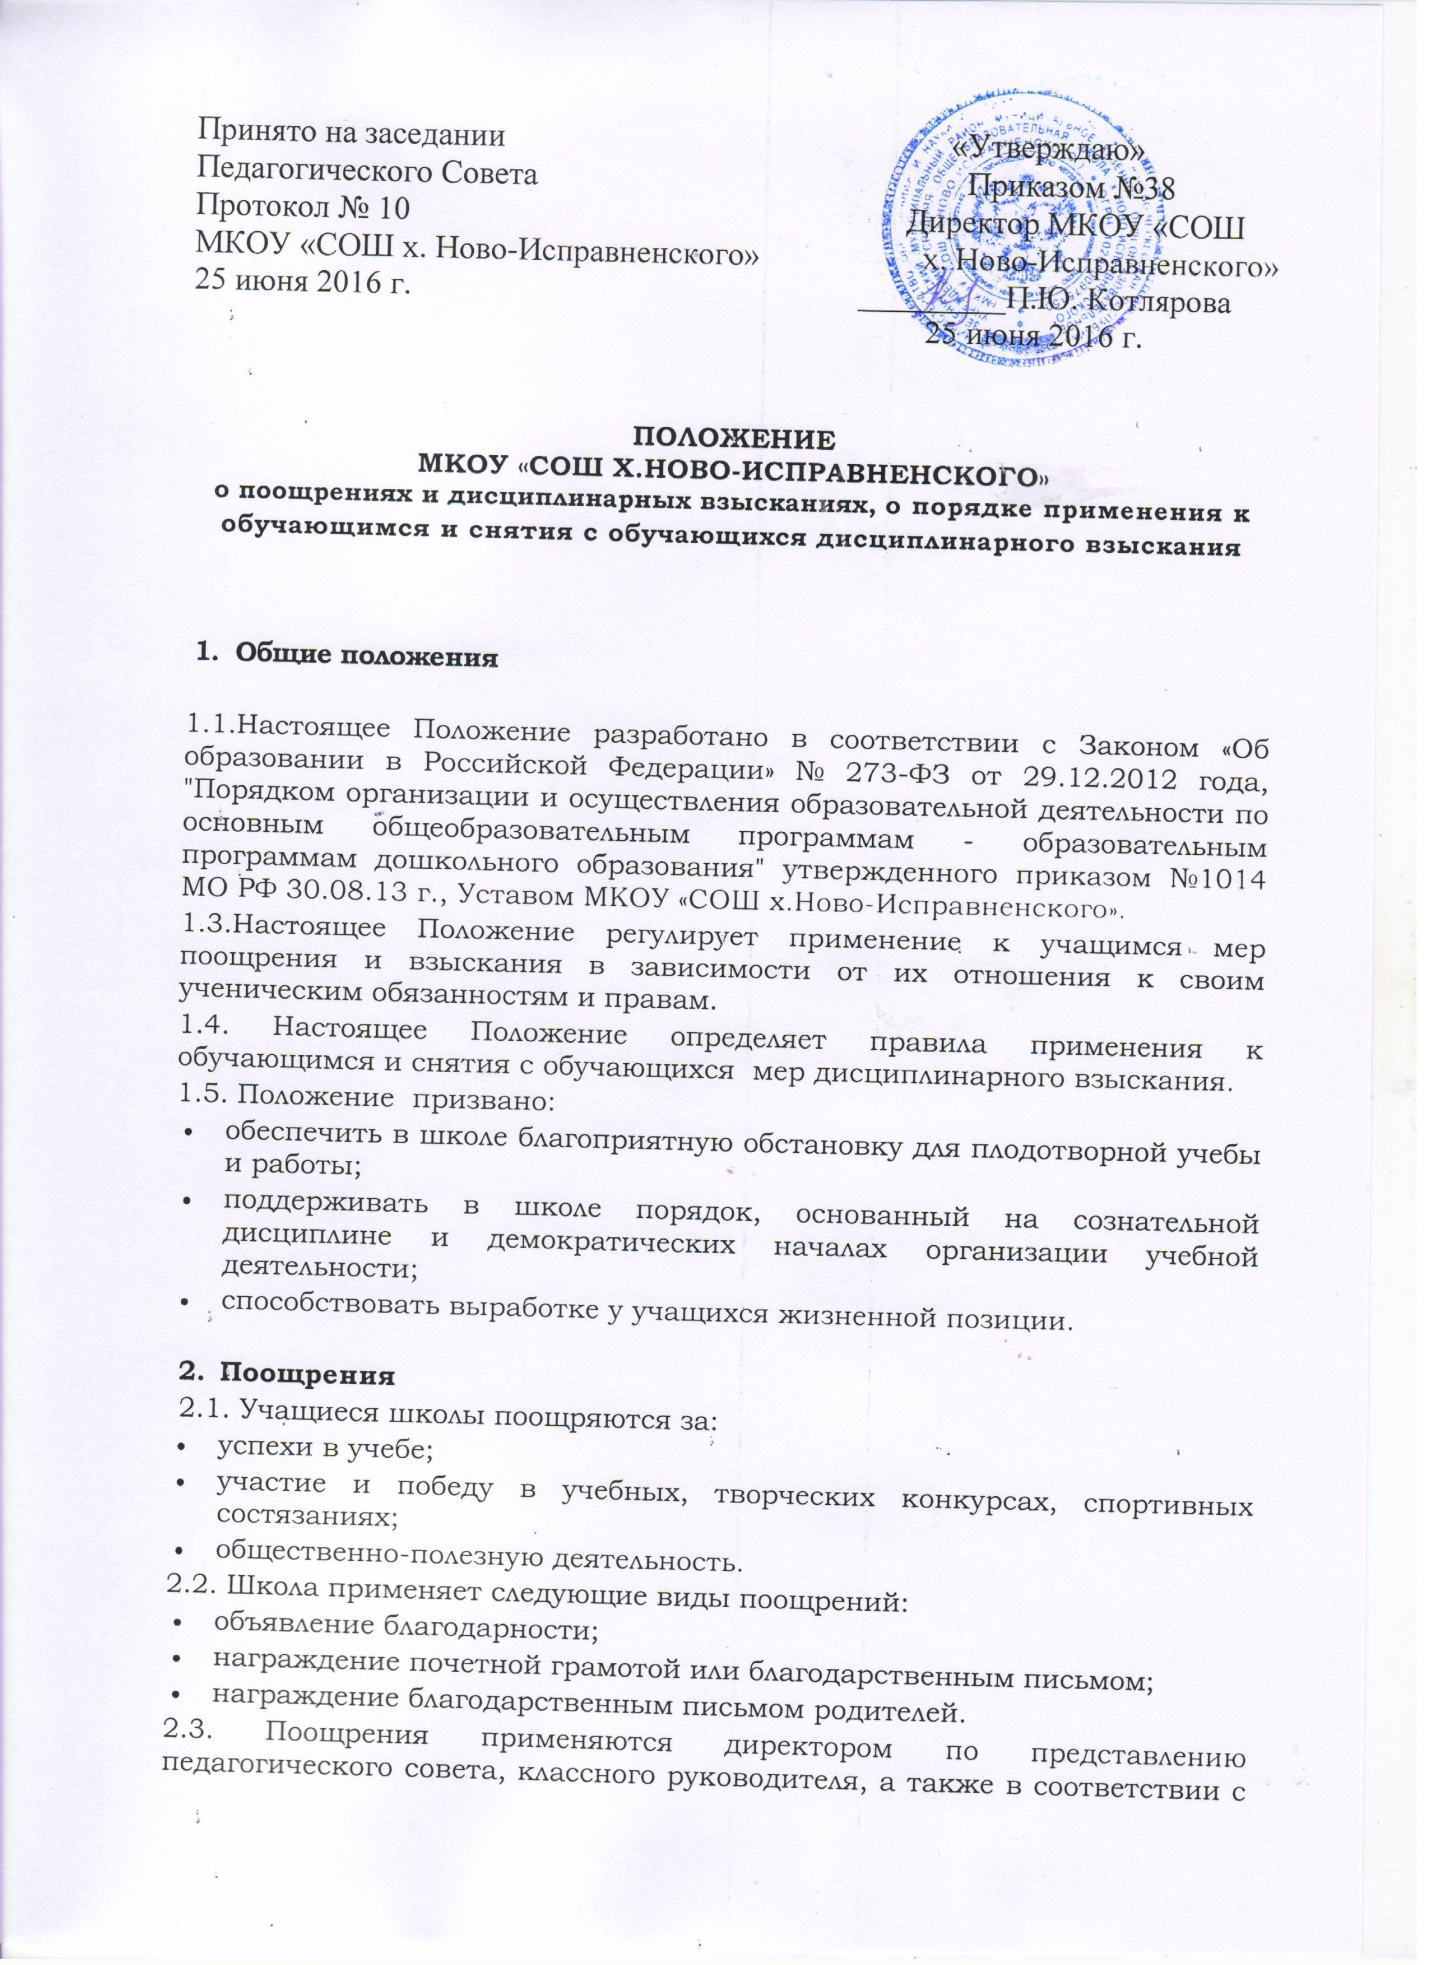 Принято на заседании
Педагогического Совета
Протокол № 10
МКОУ «СОШ х. Ново-Исправненского»
25 июня 2016 г.
«Утверждаю»
Приказом №38
Директор МКОУ «СОШ
х. Ново-Исправненского»
П.Ю. Котлярова
25 июня 2016 г.
ПОЛОЖЕНИЕ
МКОУ «СОШ Х.НОВО-ИСПРАВНЕНСКОГО»
о поощрениях и дисциплинарных взысканиях, о порядке применения к
обучающимся и снятия с обучающихся дисциплинарного взыскания
1. Общие положения
1.1.Настоящее Положение разработано в соответствии с Законом «Об
образовании в Российской Федерации» № 273-ФЗ от 29.12.2012 года,
"Порядком организации и осуществления образовательной деятельности по
основным общеобразовательным программам - образовательным
программам дошкольного образования" утвержденного приказом №1014
МО РФ 30.08.13 г., Уставом МКОУ «СОШ х.Ново-Исправненского».
1.3.Настоящее Положение регулирует применение к учащимся мер
поощрения и взыскания в зависимости от их отношения к своим
ученическим обязанностям и правам.
1.4. Настоящее Положение определяет правила применения к
обучающимся и снятия с обучающихся мер дисциплинарного взыскания.
1.5. Положение призвано:
• обеспечить в школе благоприятную обстановку для плодотворной учебы
и работы;
• поддерживать в школе порядок, основанный на сознательной
дисциплине и демократических началах организации учебной
деятельности;
• способствовать выработке у учащихся жизненной позиции.
2. Поощрения
2.1. Учащиеся школы поощряются за:
• успехи в учебе;
• участие и победу в учебных, творческих конкурсах, спортивных
состязаниях;
• общественно-полезную деятельность.
2.2. Школа применяет следующие виды поощрений:
• объявление благодарности;
• награждение почетной грамотой или благодарственным письмом;
• награждение благодарственным письмом родителей.
2.3. Поощрения применяются директором по представлению
педагогического совета, классного руководителя, а также в соответствии с